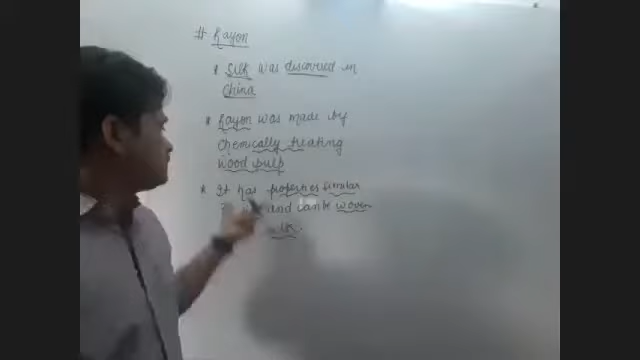 # Rayon
* Silk was discovered in
China
* Rayon was made by
chemically treating
wood pulp
* It has properties similar
and can be woven